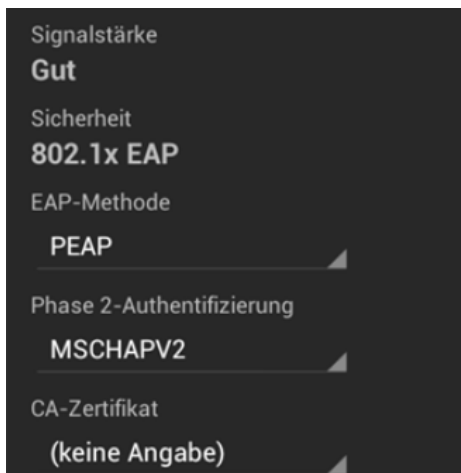 Signalstärke
Gut
Sicherheit
802.1x EAP
EAP-Methode
PEAP
Phase 2-Authentifizierung
MSCHAPV2
CA-Zertifikat
(keine Angabe)